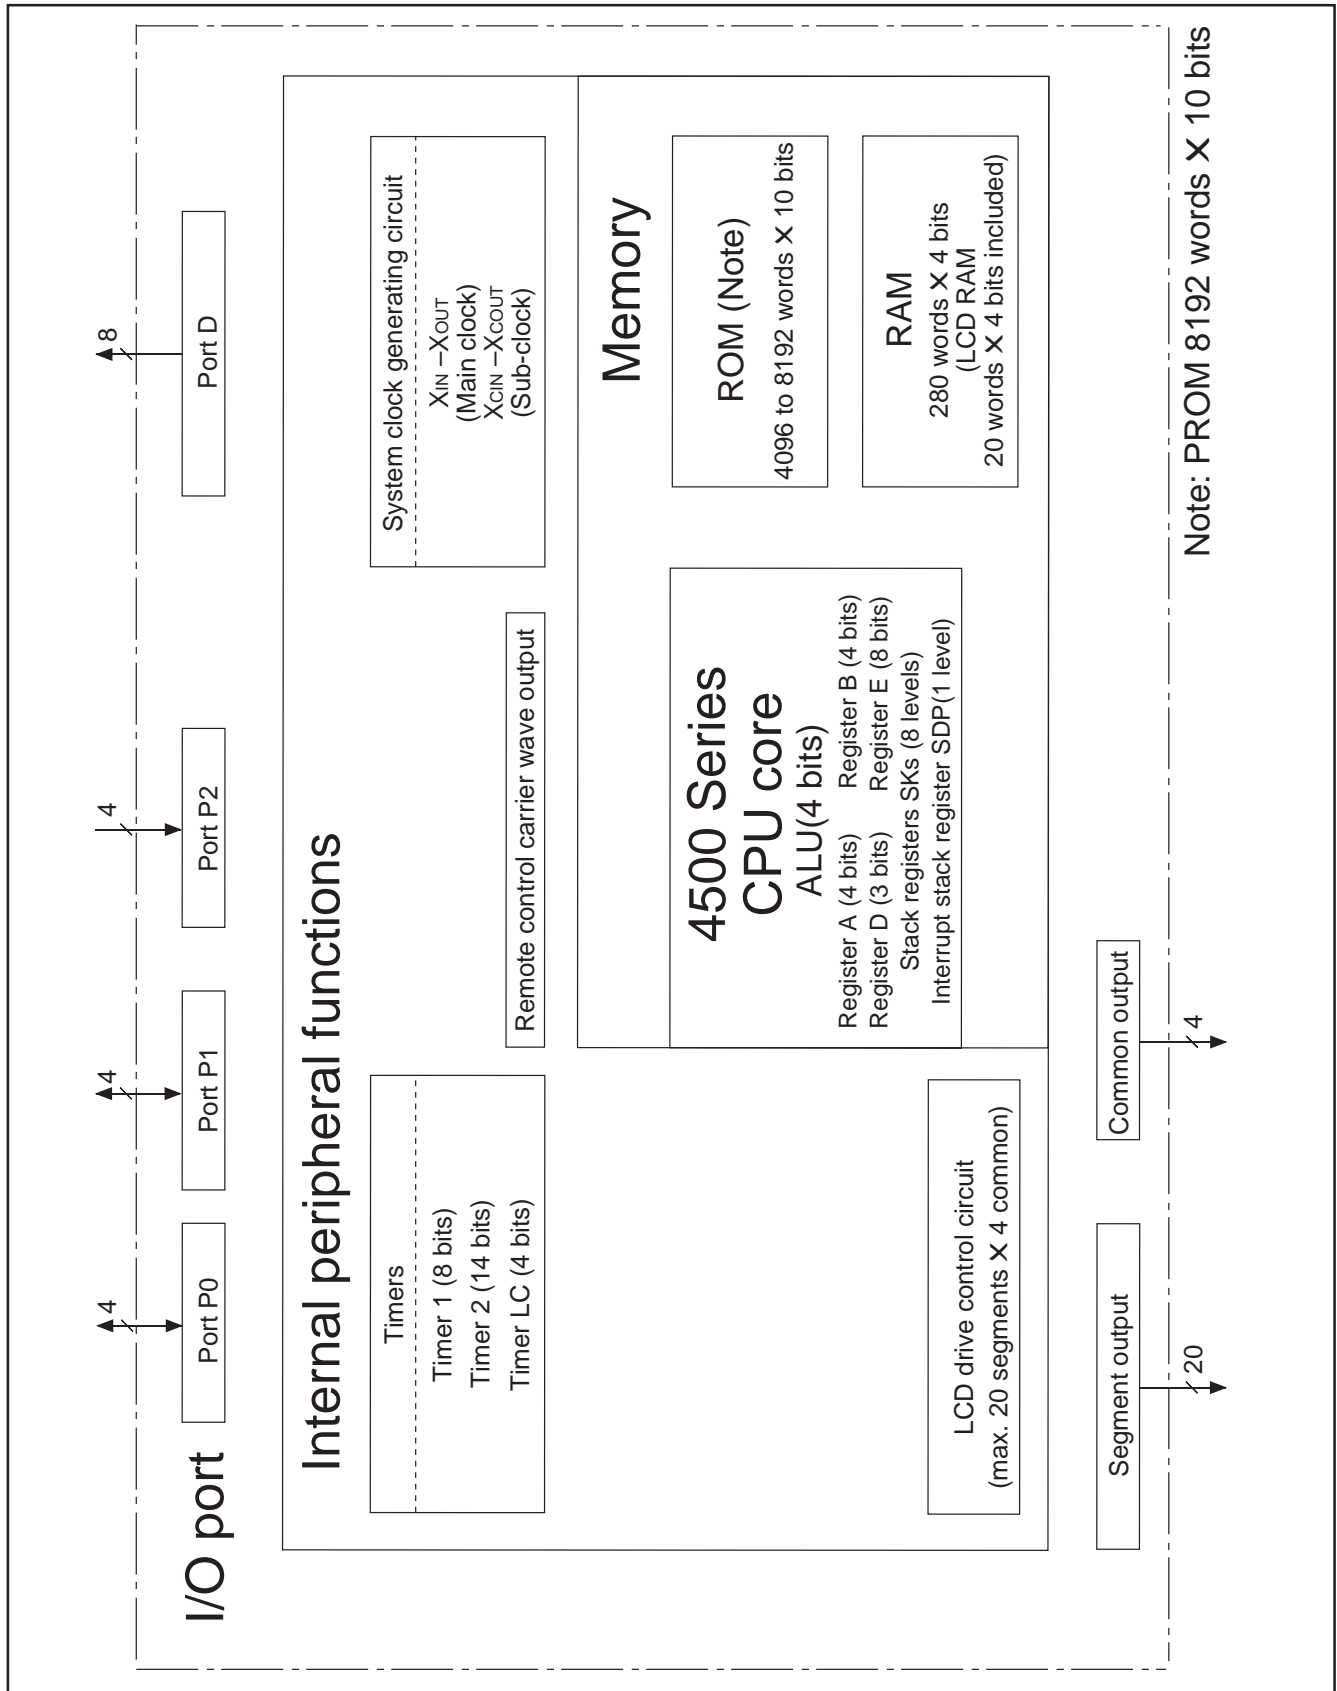 4
4
4
8
I/O port
Port P0
Port P1
Port P2
Port D
Internal peripheral functions
Timers
Timer 1 (8 bits)
Timer 2 (14 bits)
Timer LC (4 bits)
Remote control carrier wave output
System clock generating circuit
XIN –XOUT
(Main clock)
XCIN –XCOUT
(Sub-clock)
4500 Series
CPU core
ALU(4 bits)
Register A (4 bits) Register B (4 bits)
Register D (3 bits) Register E (8 bits)
Stack registers SKs (8 levels)
Interrupt stack register SDP(1 level)
Memory
ROM (Note)
4096 to 8192 words X 10 bits
RAM
280 words X 4 bits
(LCD RAM
20 words X 4 bits included)
LCD drive control circuit
(max. 20 segments X 4 common)
Segment output
Common output
20
4
Note: PROM 8192 words X 10 bits